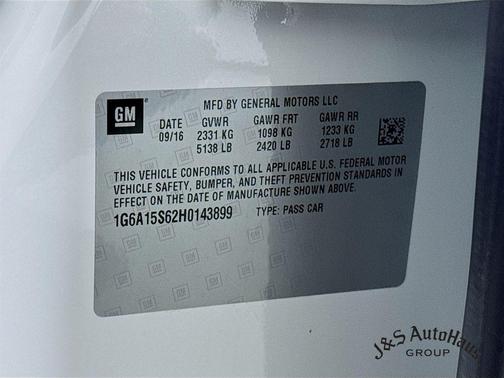 GM
MFD BY GENERAL MOTORS LLC
DATE GVWR GAWR FRT GAWR RR
09/16 2331 KG 1098 KG 1233 KG
5138 LB 2420 LB 2718 LB
THIS VEHICLE CONFORMS TO ALL APPLICABLE U.S. FEDERAL MOTOR
VEHICLE SAFETY, BUMPER, AND THEFT PREVENTION STANDARDS IN
EFFECT ON THE DATE OF MANUFACTURE SHOWN ABOVE.
1G6A15S62H0143899 TYPE: PASS CAR
J&S AutoHaus
GROUP